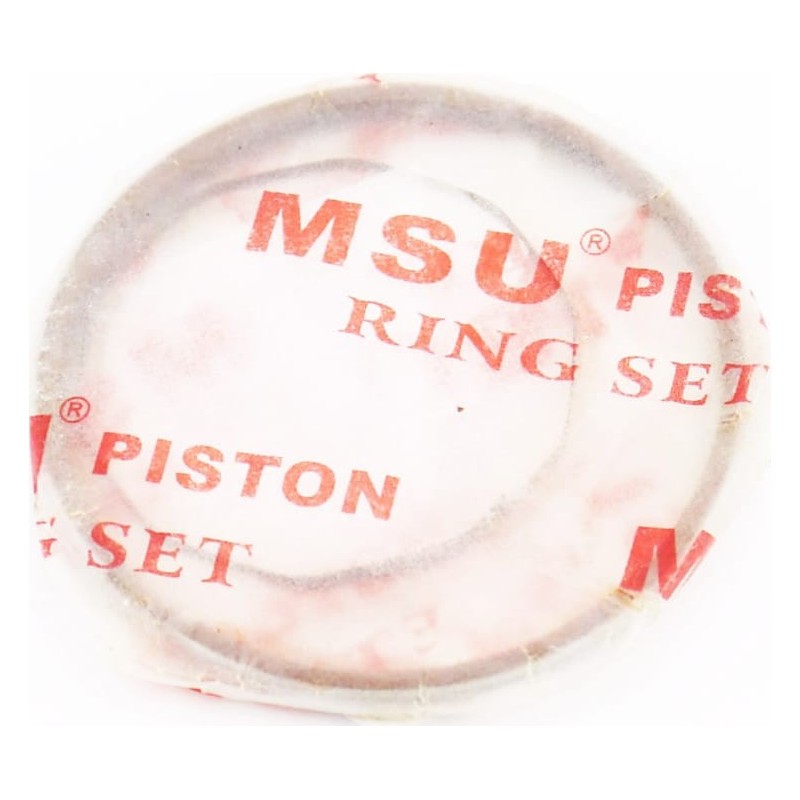 MSU® PIS
RING SET
® PISTON
SET
M